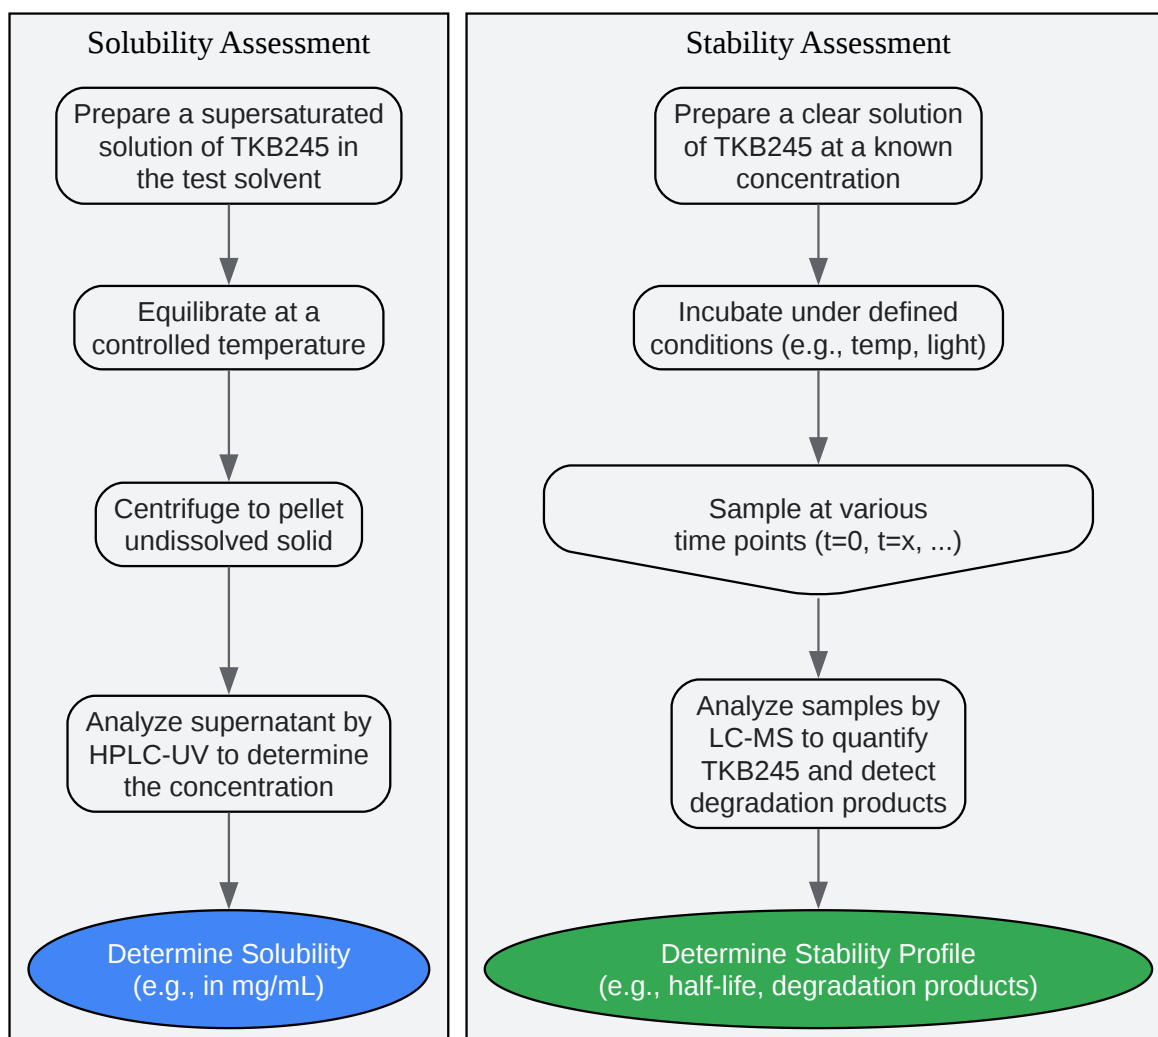 Solubility Assessment
Prepare a supersaturated
solution of TKB245 in
the test solvent
Equilibrate at a
controlled temperature
Centrifuge to pellet
undissolved solid
Analyze supernatant by
HPLC-UV to determine
the concentration
Determine Solubility
(e.g., in mg/mL)
Stability Assessment
Prepare a clear solution
of TKB245 at a known
concentration
Incubate under defined
conditions (e.g., temp, light)
Sample at various
time points (t=0, t=x, ...)
Analyze samples by
LC-MS to quantify
TKB245 and detect
degradation products
Determine Stability Profile
(e.g., half-life, degradation products)